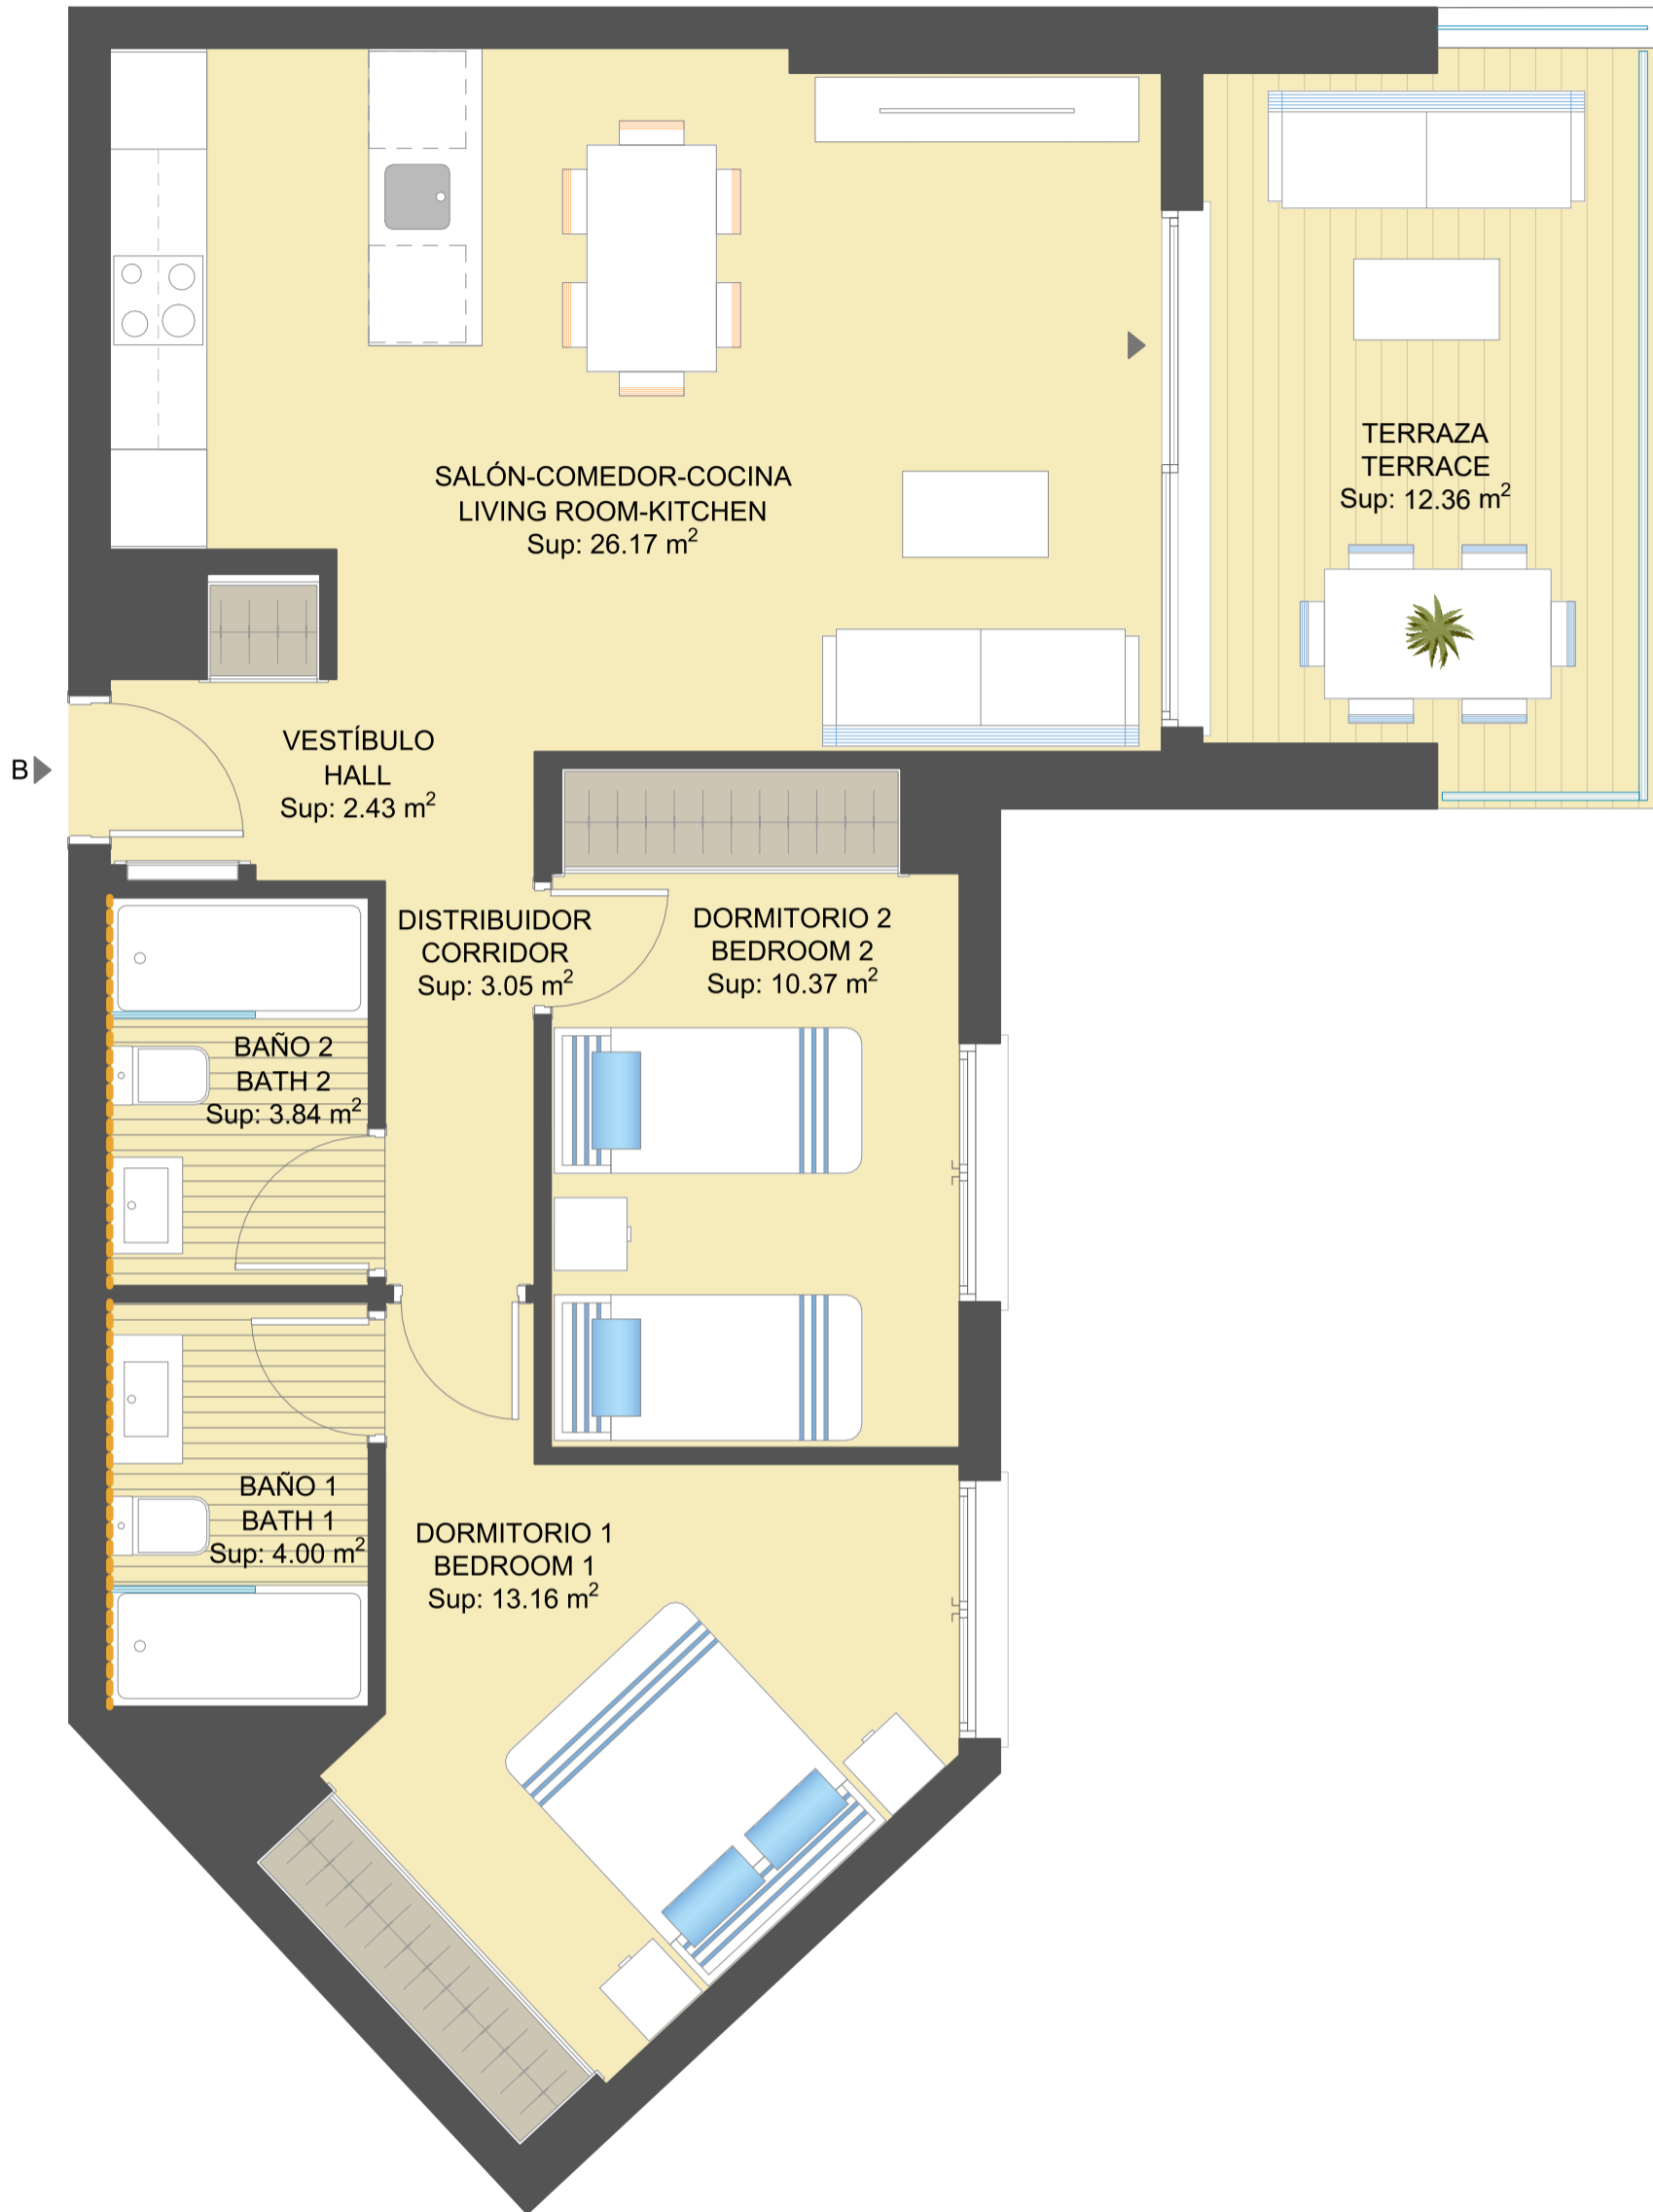 SALÓN-COMEDOR-COCINA
LIVING ROOM-KITCHEN
Sup: 26.17 m²
TERRAZA
TERRACE
Sup: 12.36 m²
VESTÍBULO
HALL
Sup: 2.43 m²
B
DISTRIBUIDOR
CORRIDOR
Sup: 3.05 m²
DORMITORIO 2
BEDROOM 2
Sup: 10.37 m²
BAÑO 2
BATH 2
Sup: 3.84 m²
BAÑO 1
BATH 1
Sup: 4.00 m²
DORMITORIO 1
BEDROOM 1
Sup: 13.16 m²